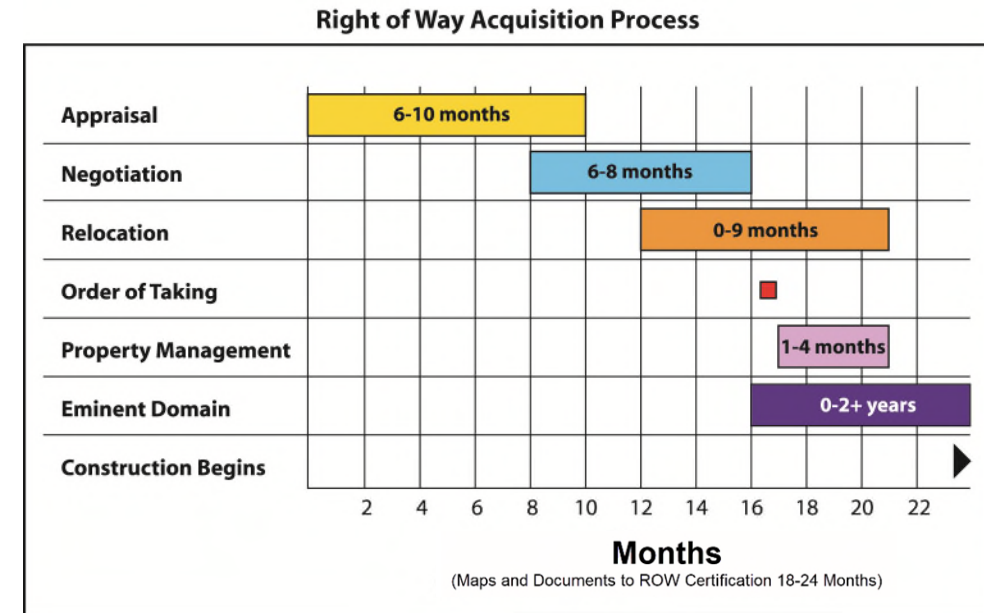 Right of Way Acquisition Process
Appraisal
6-10 months
Negotiation
6-8 months
Relocation
0-9 months
Order of Taking
Property Management
1-4 months
Eminent Domain
0-2+ years
Construction Begins
2 4 6 8 10 12 14 16 18 20 22
Months
(Maps and Documents to ROW Certification 18-24 Months)